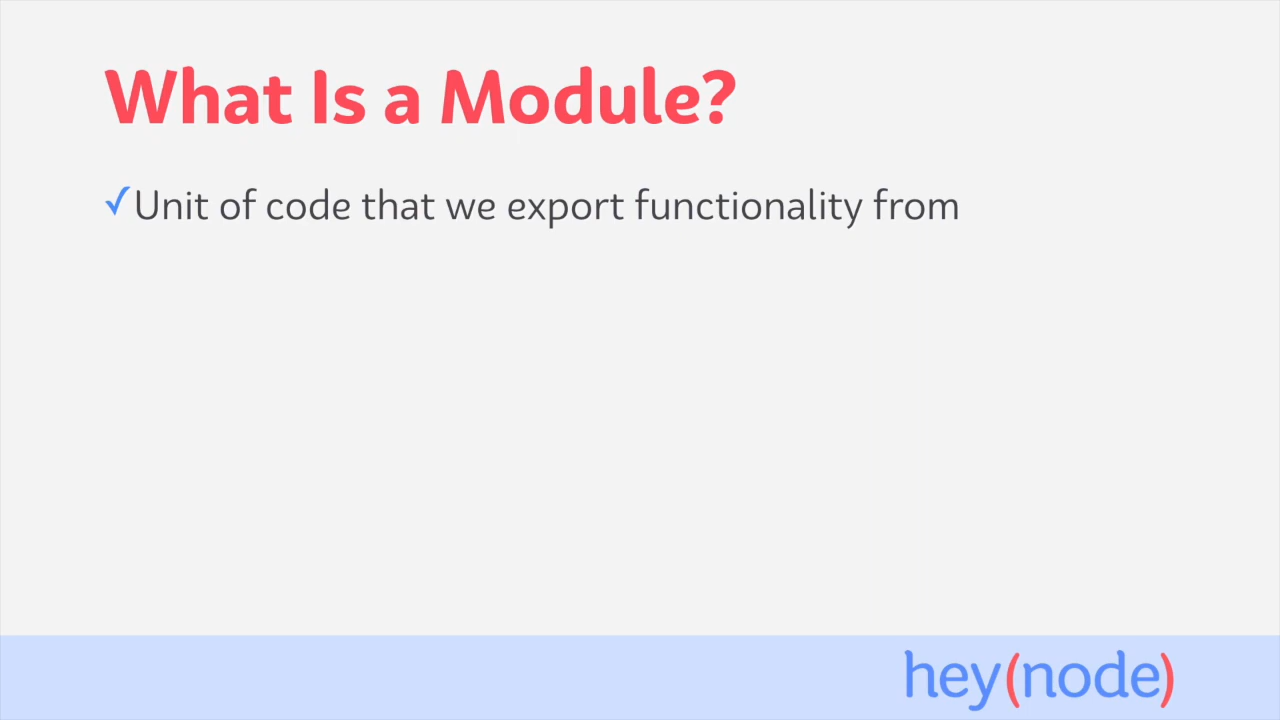 What Is a Module?
✓Unit of code that we export functionality from
hey(node)